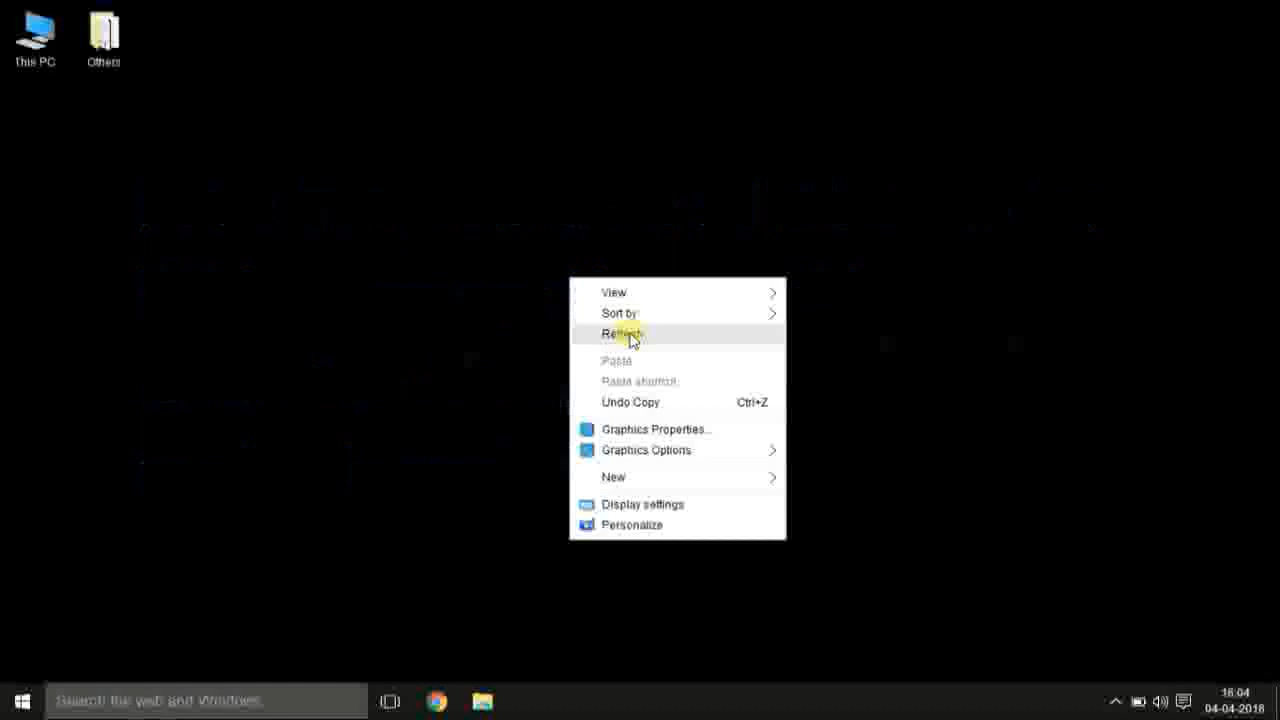 This PC
Others
View
Sort by
Refresh
Paste
Paste shortcut
Undo Copy Ctrl+Z
Graphics Properties...
Graphics Options
New
Display settings
Personalize
Search the web and Windows
16:04
04-04-2018